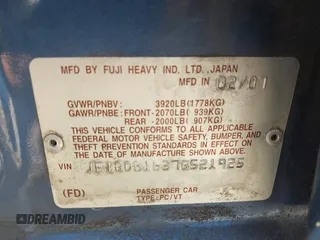 MFD BY FUJI HEAVY IND. LTD., JAPAN
MFD IN 02/01
GVWR/PNBV : 3920LB(1778KG)
GAWR/PNBV: FRONT-2070LB( 939KG)
REAR -2000LB( 907KG)
THIS VEHICLE CONFORMS TO ALL APPLICABLE
FEDERAL MOTOR VEHICLE SAFETY, BUMPER, AND
THEFT PREVENTION STANDARDS IN EFFECT ON THE
DATE OF MANUFACTURE SHOWN ABOVE.
VIN
(FD)
PASSENGER CAR
TYPE:PC/VT
DREAMBID